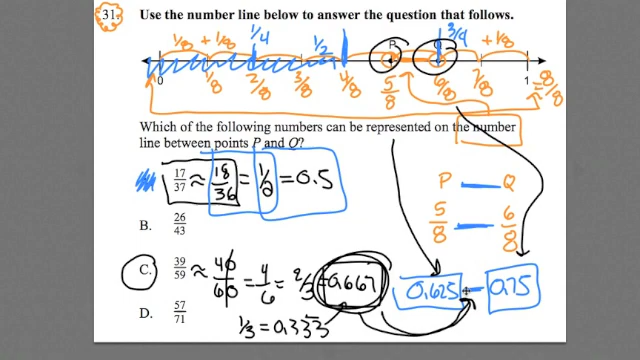 31. Use the number line below to answer the question that follows.
1/8 + 1/8 1/4 1/2 P Q 3/4 + 1/8
0 1/8 2/8 3/8 4/8 5/8 6/8 7/8 1 = 8/8
Which of the following numbers can be represented on the number
line between points P and Q?
17/37 ≈ 18/36 = 1/2 = 0.5
P — Q
B. 26/43
5/8 — 6/8
C. 39/59 ≈ 40/60 = 4/6 = 2/3 = 0.667
0.625 — 0.75
D. 57/71
1/3 = 0.333